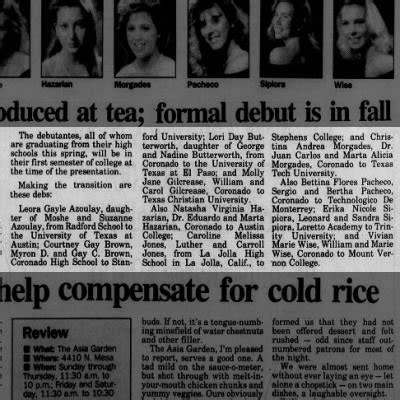 Hazarian
Morgades
Pacheco
Sipiora
Wise
oduced at tea; formal debut is in fall
The debutantes, all of whom
are graduating from their high
schools this spring, will be in
their first semester of college at
the time of the presentation.
Making the transition are
these debs:
Leora Gayle Azoulay, daugh-
ter of Moshe and Suzanne
Azoulay, from Radford School to
the University of Texas at
Austin; Courtney Gay Brown,
Myron D. and Gay C. Brown,
Coronado High School to Stan-
ford University; Lori Day But-
terworth, daughter of George
and Nadine Butterworth, from
Coronado to the University of
Texas at El Paso; and Molly
Jane Gilcrease, William and
Carol Gilcrease, Coronado to
Texas Christian University.
Also Natasha Virginia Ha-
zarian, Dr. Eduardo and Marta
Hazarian, Coronado to Austin
College; Caroline Melissa
Jones, Luther and Carroll
Jones, from La Jolla High
School in La Jolla, Calif., to
Stephens College; and Chris-
tina Andrea Morgades, Dr.
Juan Carlos and Marta Alicia
Morgades, Coronado to Texas
Tech University.
Also Bettina Flores Pacheco,
Sergio and Bertha Pacheco,
Coronado to Technologico De
Monterrey; Erika Nicole Si-
piora, Leonard and Sandra Si-
piora, Loretto Academy to Trin-
ity University; and Vivian
Marie Wise, William and Marie
Wise, Coronado to Mount Ver-
non College.
help compensate for cold rice
Review
What: The Asia Garden
Where: 4410 N. Mesa
When: Sunday through
Thursday, 11:30 a.m. to
10 p.m.; Friday and Satur-
day, 11:30 a.m. to 10:30
buds. If not, it's a tongue-numb-
ing minefield of water chestnuts
and other filler.
The Asia Garden, I'm pleased
to report, serves a good one. A
tad mild on the sauce-o-meter,
but shot through with melt-in-
your-mouth chicken chunks and
yummy veggies. Ours obviously
formed us that they had not
been offered dessert and felt
rushed — odd since staff out-
numbered patrons for most of
the night.
We were almost sent home
without ever laying an eye — let
alone a chopstick — on two main
dishes, a laughable oversight.